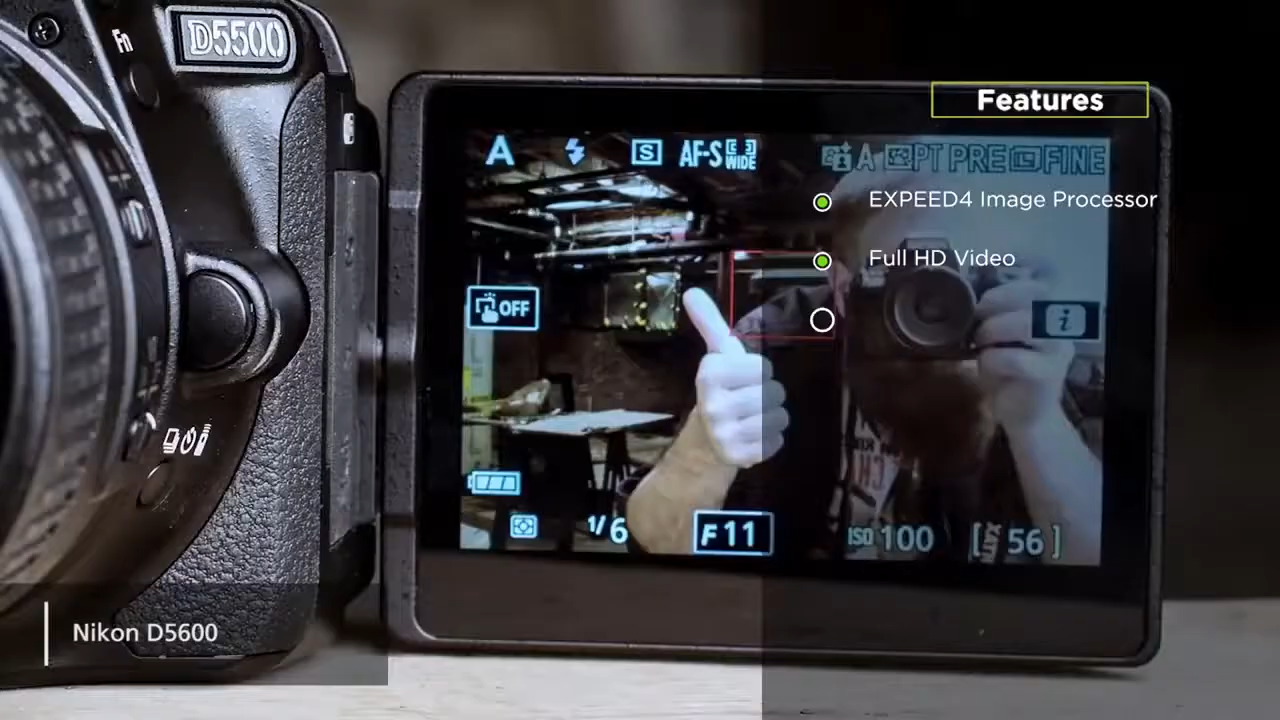 Fn
D5500
Features
A S AF-S WIDE A PT PRE FINE
EXPEED4 Image Processor
Full HD Video
OFF
i
1/6 F11 ISO 100 [ 56 ]
Nikon D5600